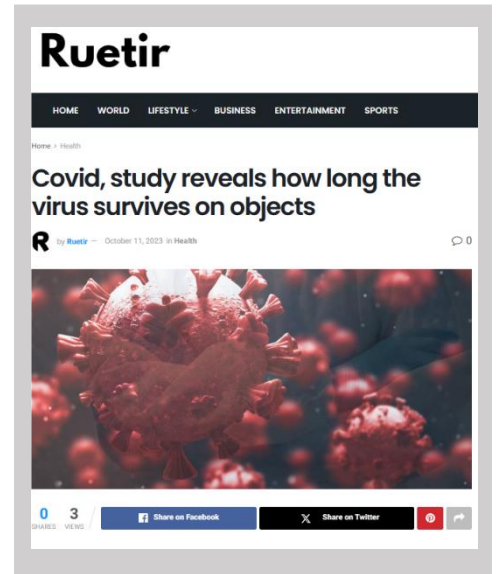 Ruetir
HOME WORLD LIFESTYLE BUSINESS ENTERTAINMENT SPORTS
Home > Health
Covid, study reveals how long the
virus survives on objects
R by Ruetir — October 11, 2023 in Health 0
0 3 Share on Facebook Share on Twitter
SHARES VIEWS